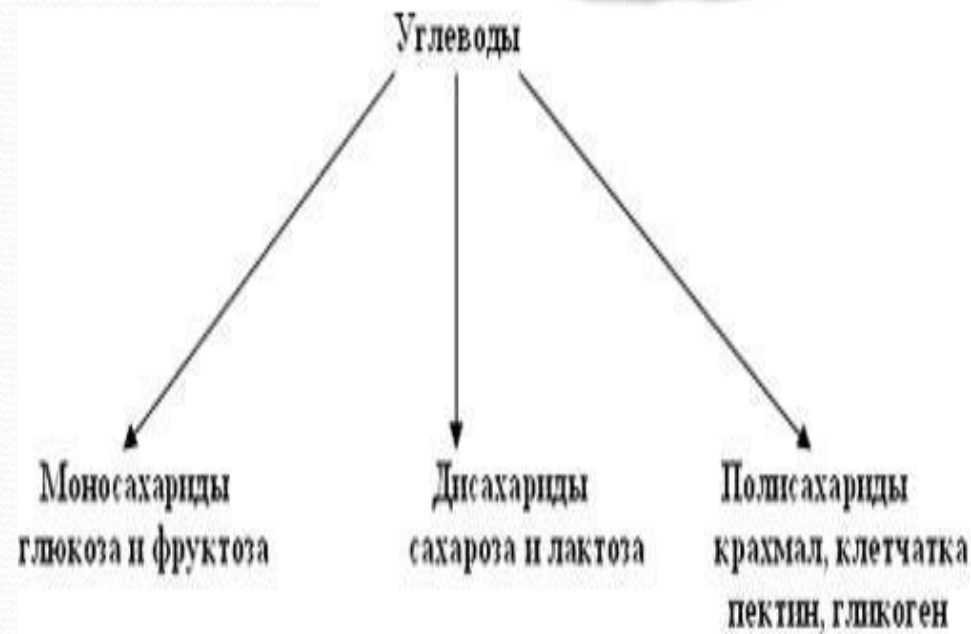 Углеводы
Моносахариды
глюкоза и фруктоза
Дисахариды
сахароза и лактоза
Полисахариды
крахмал, клетчатка
пектин, гликоген